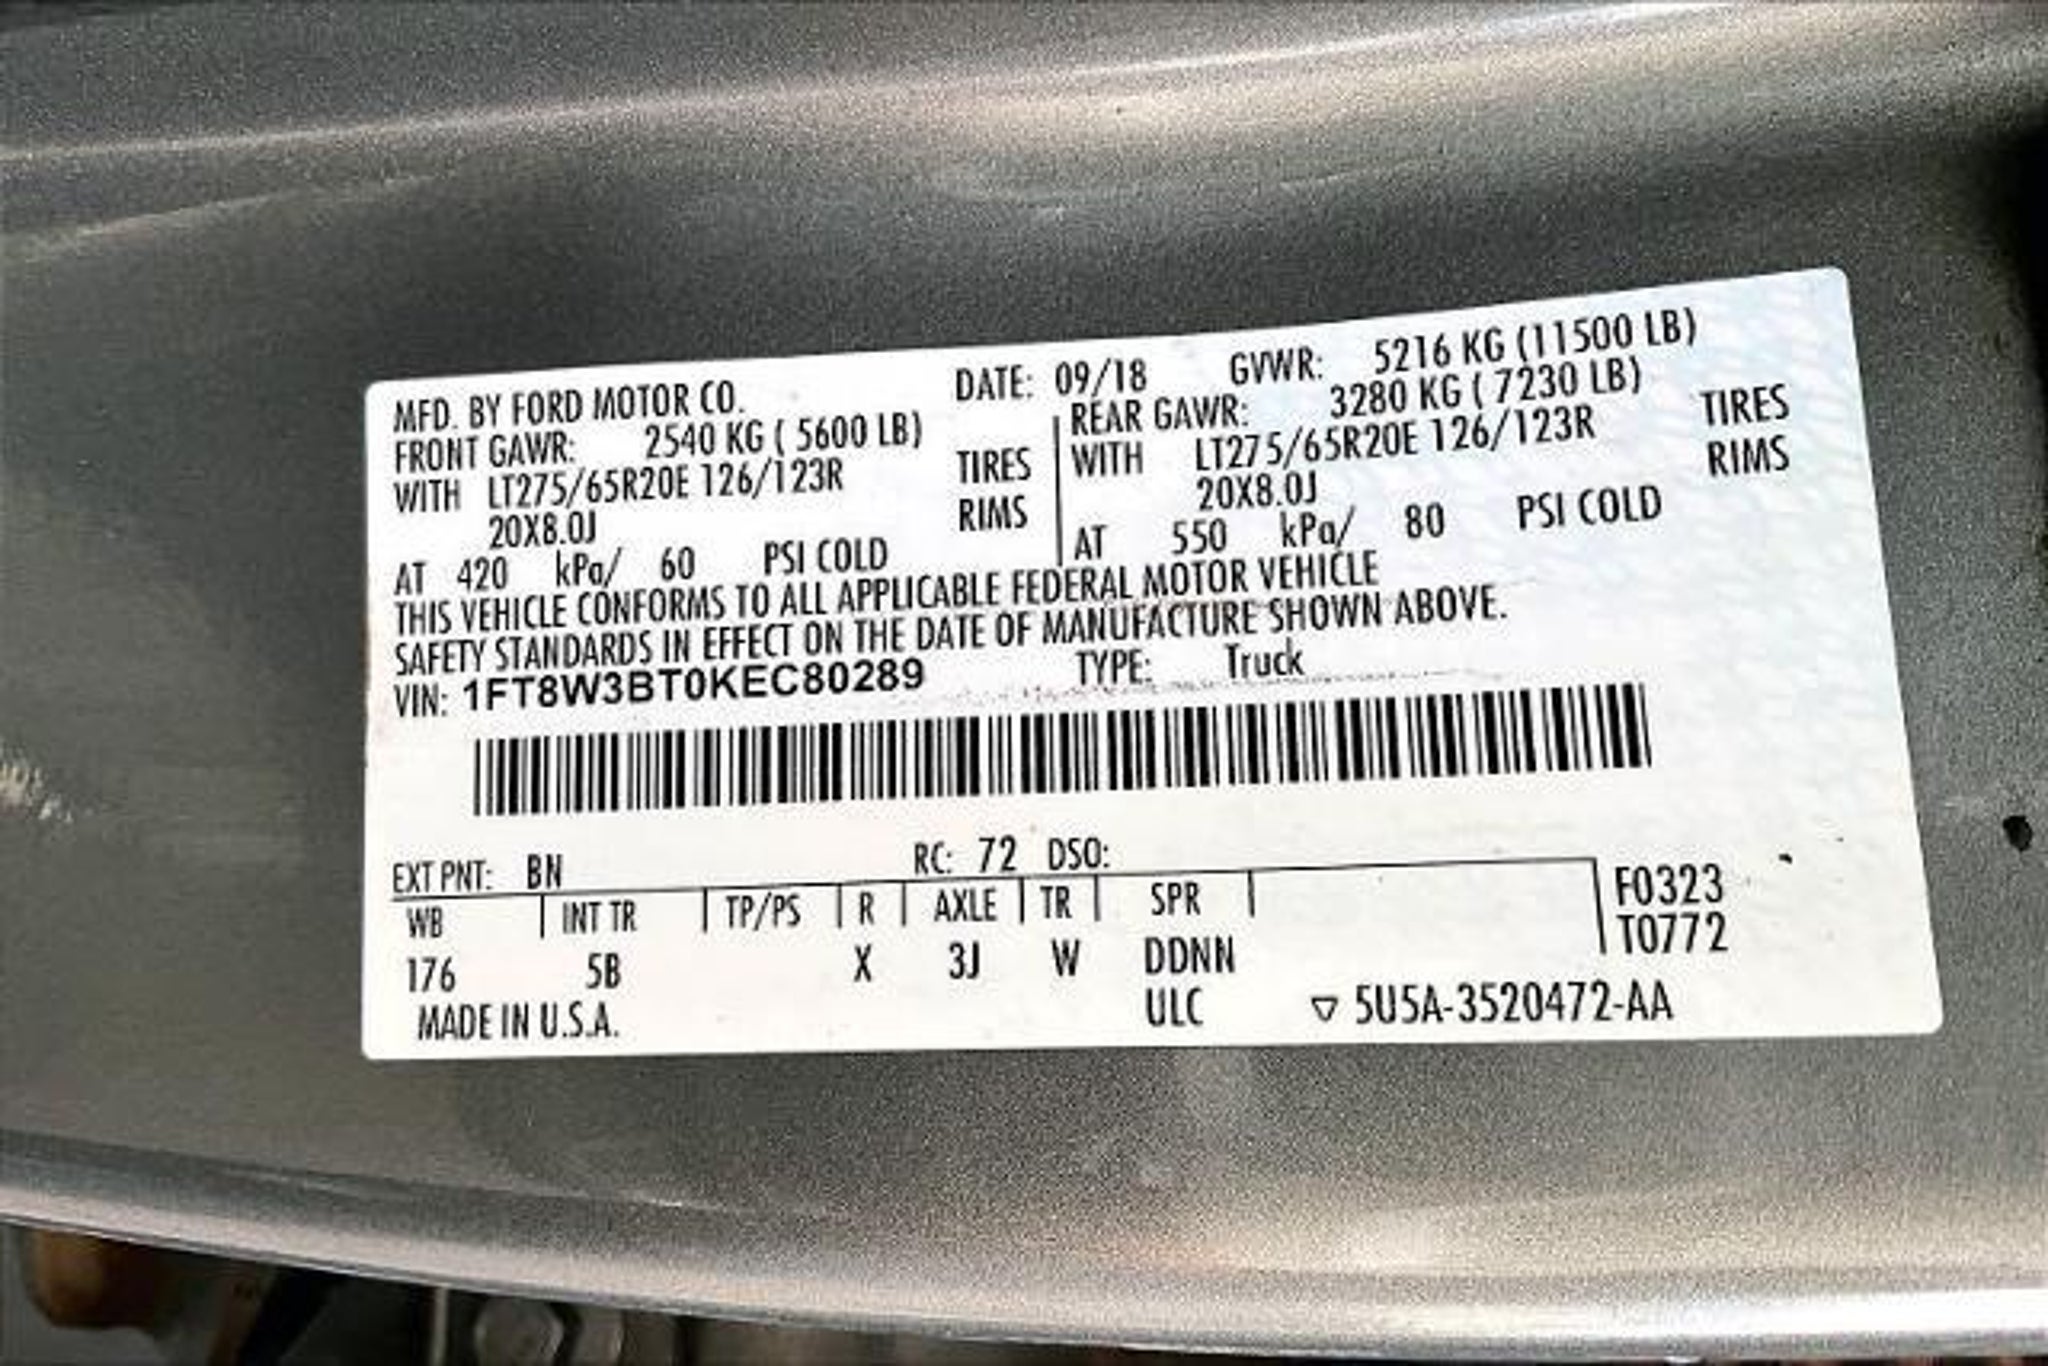 MFD. BY FORD MOTOR CO. DATE: 09/18 GVWR: 5216 KG (11500 LB)
FRONT GAWR: 2540 KG ( 5600 LB) REAR GAWR: 3280 KG ( 7230 LB)
WITH LT275/65R20E 126/123R TIRES WITH LT275/65R20E 126/123R TIRES
20X8.0J RIMS 20X8.0J RIMS
AT 420 kPa/ 60 PSI COLD AT 550 kPa/ 80 PSI COLD
THIS VEHICLE CONFORMS TO ALL APPLICABLE FEDERAL MOTOR VEHICLE
SAFETY STANDARDS IN EFFECT ON THE DATE OF MANUFACTURE SHOWN ABOVE.
VIN: 1FT8W3BT0KEC80289 TYPE: Truck
EXT PNT: BN RC: 72 DSO:
WB INT TR TP/PS R AXLE TR SPR F0323
T0772
176 5B X 3J W DDNN
MADE IN U.S.A. ULC ▽ 5U5A-3520472-AA